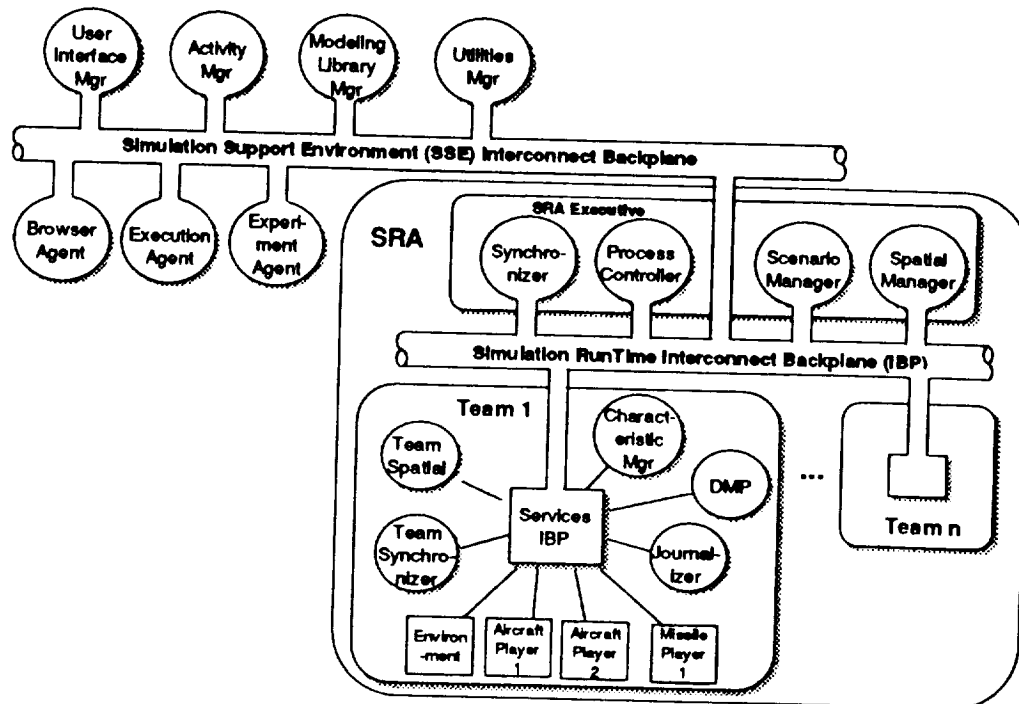 User
Interface
Mgr
Activity
Mgr
Modeling
Library
Mgr
Utilities
Mgr
Simulation Support Environment (SSE) Interconnect Backplane
Browser
Agent
Execution
Agent
Experi-
ment
Agent
SRA
SRA Executive
Synchro-
nizer
Process
Controller
Scenario
Manager
Spatial
Manager
Simulation RunTime Interconnect Backplane (IBP)
Team 1
Team
Spatial
Charact-
eristic
Mgr
DMP
Services
IBP
Team
Synchro-
nizer
Journal-
izer
Environ
-ment
Aircraft
Player
1
Aircraft
Player
2
Missile
Player
1
...
Team n